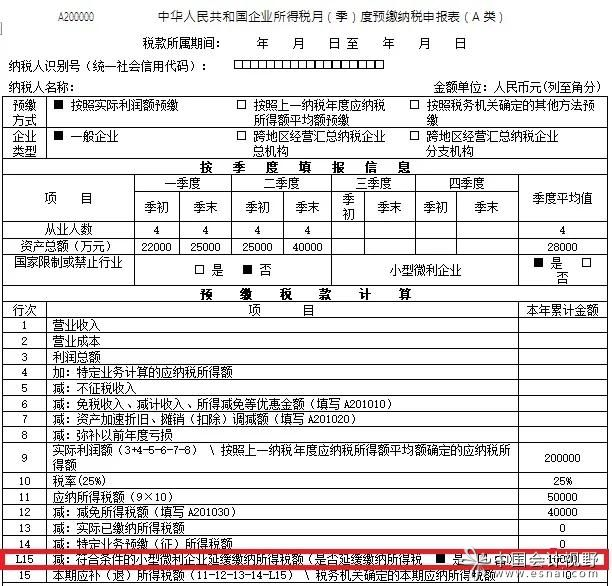 A200000 中华人民共和国企业所得税月(季)度预缴纳税申报表(A 类)
税款所属期间： 年 月 日 至 年 月 日
纳税人识别号(统一社会信用代码)：□□□□□□□□□□□□□□□□□□
纳税人名称： 金额单位：人民币元(列至角分)
预缴方式 ■ 按照实际利润额预缴 □ 按照上一纳税年度应纳税所得额平均额预缴 □ 按照税务机关确定的其他方法预缴
企业类型 ■ 一般企业 □ 跨地区经营汇总纳税企业总机构 □ 跨地区经营汇总纳税企业分支机构
按 季 度 填 报 信 息
项 目 一季度 二季度 三季度 四季度 季度平均值
季初 季末 季初 季末 季初 季末 季初 季末
从业人数 4 4 4 4 4
资产总额(万元) 22000 25000 25000 40000 28000
国家限制或禁止行业 □ 是 ■ 否 小型微利企业 ■ 是 □ 否
预 缴 税 款 计 算
行次 项 目 本年累计金额
1 营业收入
2 营业成本
3 利润总额
4 加：特定业务计算的应纳税所得额
5 减：不征税收入
6 减：免税收入、减计收入、所得减免等优惠金额(填写 A201010)
7 减：资产加速折旧、摊销(扣除)调减额(填写 A201020)
8 减：弥补以前年度亏损
9 实际利润额(3+4-5-6-7-8) \ 按照上一纳税年度应纳税所得额平均额确定的应纳税所得额 200000
10 税率(25%) 25%
11 应纳所得税额(9×10) 50000
12 减：减免所得税额(填写 A201030) 40000
13 减：实际已缴纳所得税额 0
14 减：特定业务预缴(征)所得税额 0
L15 减：符合条件的小型微利企业延缓缴纳所得税额(是否延缓缴纳所得税 ■ 是
15 本期应补(退)所得税额(11-12-13-14-L15) \ 税务机关确定的本期应纳所得税额 0
中国会计视野
www.esnai.com